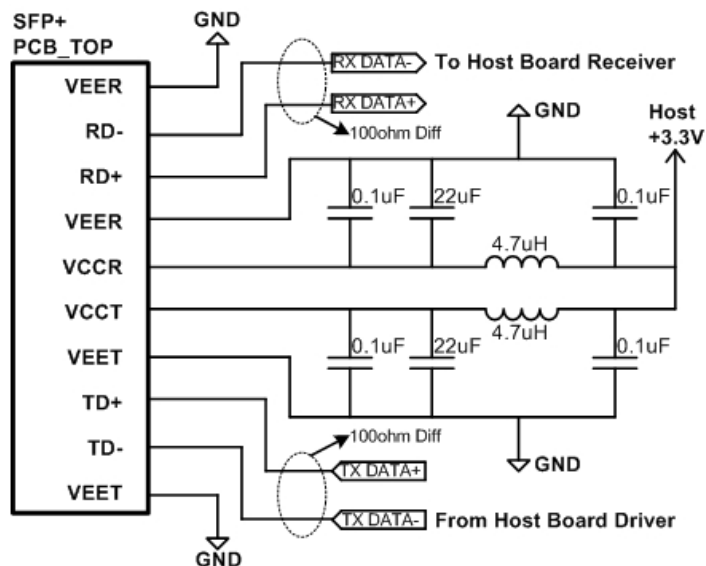 SFP+
PCB_TOP
GND
VEER
RX DATA-
To Host Board Receiver
RD-
RX DATA+
100ohm Diff
GND
Host
+3.3V
RD+
0.1uF
22uF
0.1uF
VEER
4.7uH
VCCR
VCCT
4.7uH
0.1uF
22uF
0.1uF
VEET
TD+
100ohm Diff
TD-
TX DATA+
GND
VEET
TX DATA-
From Host Board Driver
GND